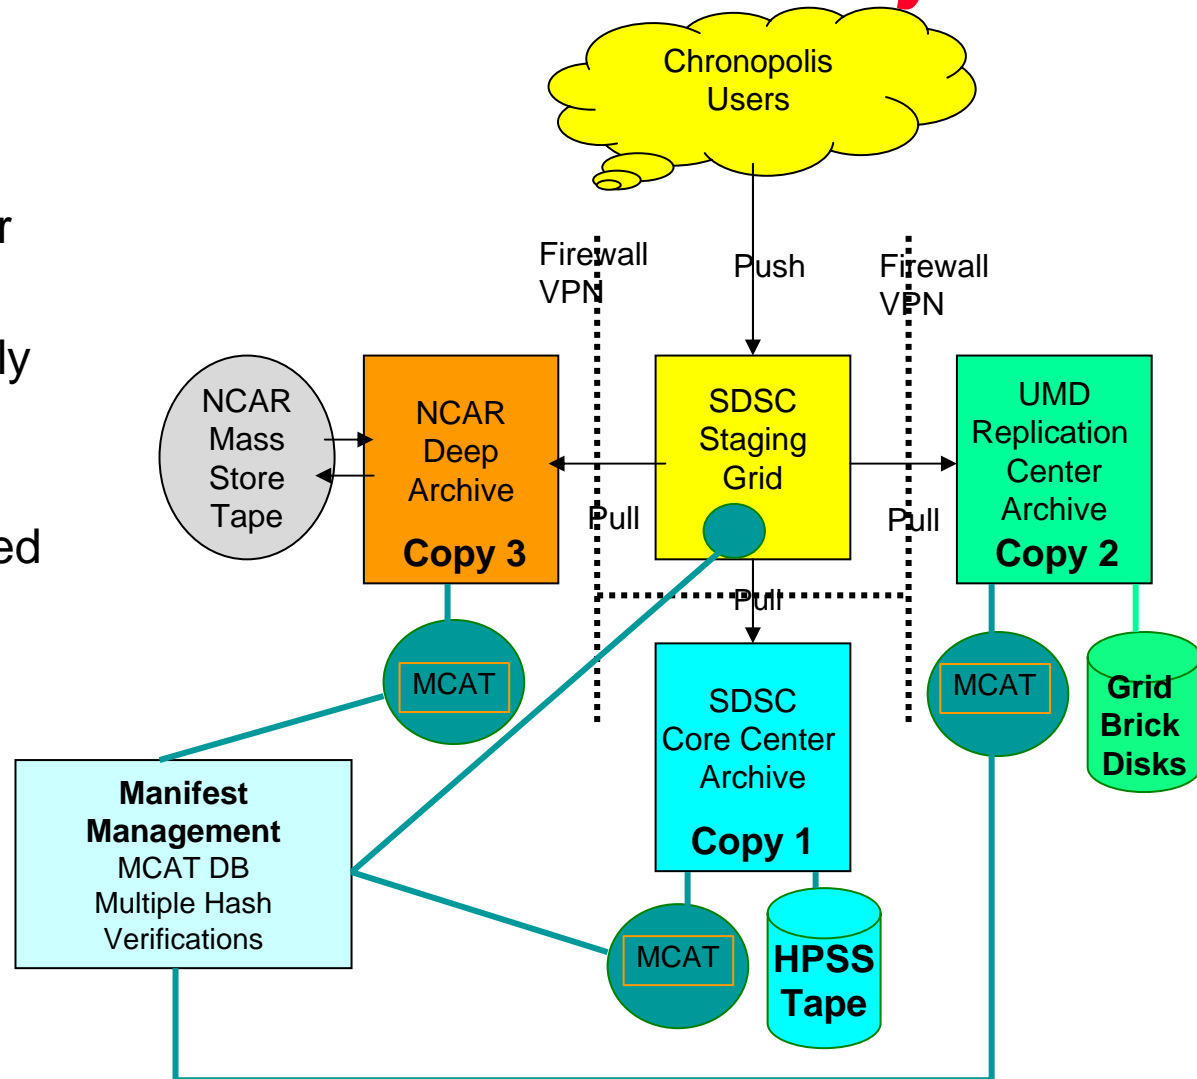 Chronopolis
Users
r
ly
ed
Firewall
VPN
Push
Firewall
VPN
NCAR
Mass
Store
Tape
NCAR
Deep
Archive
Copy 3
Pull
SDSC
Staging
Grid
Pull
UMD
Replication
Center
Archive
Copy 2
Pull
MCAT
SDSC
Core Center
Archive
Copy 1
MCAT
Grid
Brick
Disks
Manifest
Management
MCAT DB
Multiple Hash
Verifications
MCAT
HPSS
Tape